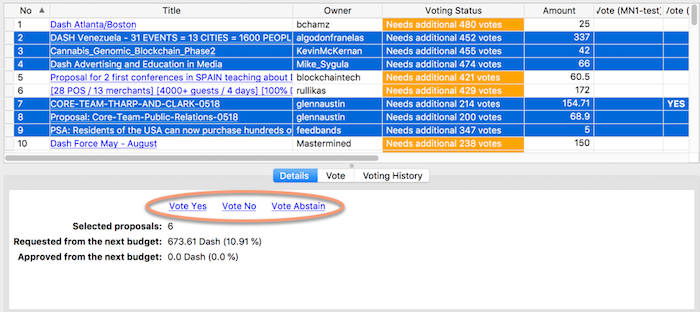 No Title Owner Voting Status Amount Vote (MN1-test) Vote (
1 Dash Atlanta/Boston bchamz Needs additional 480 votes 25
2 DASH Venezuela - 31 EVENTS = 13 CITIES = 1600 PEOPL algodonfranelas Needs additional 452 votes 337
3 Cannabis_Genomic_Blockchain_Phase2 KevinMcKernan Needs additional 455 votes 42
4 Dash Advertising and Education in Media Mike_Sygula Needs additional 474 votes 66
5 Proposal for 2 first conferences in SPAIN teaching about blockchaintech Needs additional 421 votes 60.5
6 [28 POS / 13 merchants] [4000+ guests / 4 days] [100% rullikas Needs additional 429 votes 172
7 CORE-TEAM-THARP-AND-CLARK-0518 glennaustin Needs additional 214 votes 154.71 YES
8 Proposal: Core-Team-Public-Relations-0518 glennaustin Needs additional 200 votes 68.9
9 PSA: Residents of the USA can now purchase hundreds o feedbands Needs additional 347 votes 5
10 Dash Force May - August Mastermined Needs additional 238 votes 150
Details Vote Voting History
Vote Yes Vote No Vote Abstain
Selected proposals: 6
Requested from the next budget: 673.61 Dash (10.91 %)
Approved from the next budget: 0.0 Dash (0.0 %)